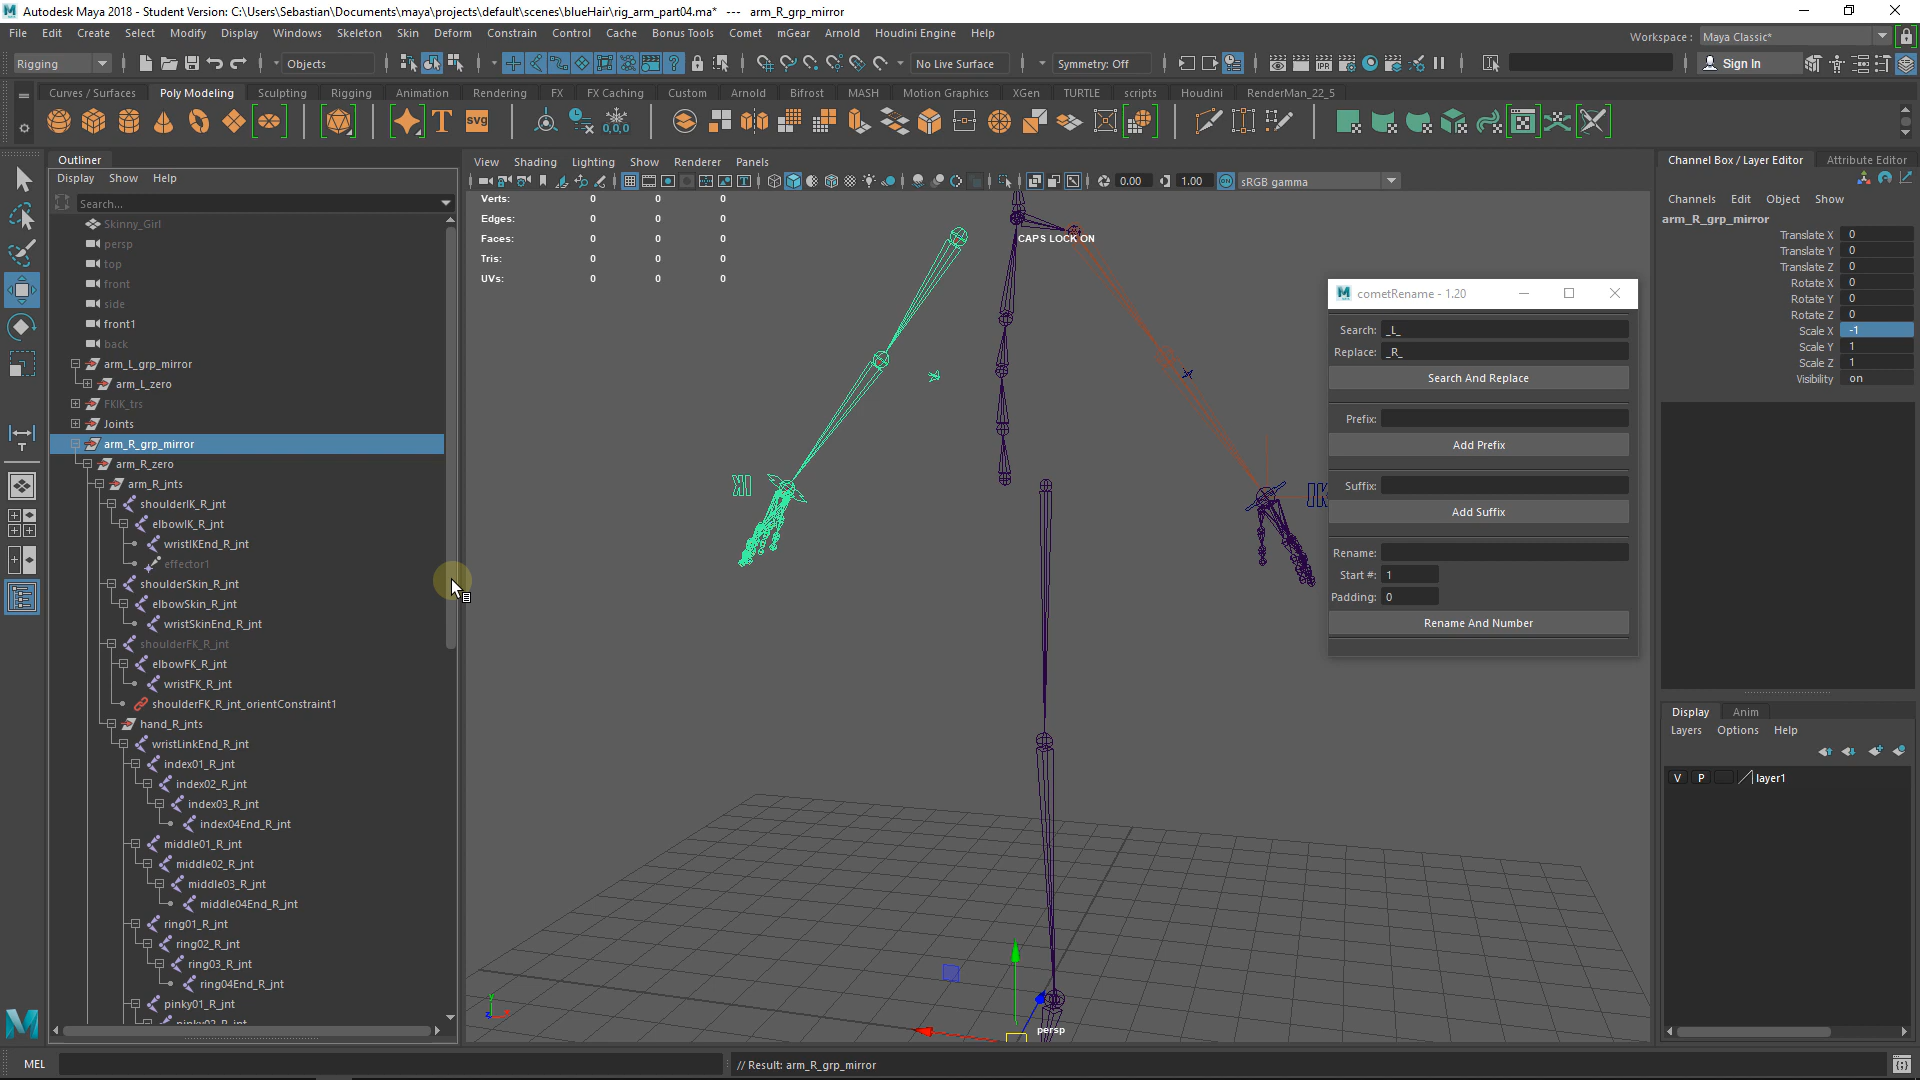 Autodesk Maya 2018 - Student Version: C:\Users\Sebastian\Documents\maya\projects\default\scenes\blueHair\rig_arm_part04.ma* --- arm_R_grp_mirror
File Edit Create Select Modify Display Windows Skeleton Skin Deform Constrain Control Cache Bonus Tools Comet mGear Arnold Houdini Engine Help
Workspace : Maya Classic*
Rigging Objects No Live Surface Symmetry: Off Sign In
Curves / Surfaces Poly Modeling Sculpting Rigging Animation Rendering FX FX Caching Custom Arnold Bifrost MASH Motion Graphics XGen TURTLE scripts Houdini RenderMan_22_5
T svg 0,0,0
Outliner
Display Show Help
Search...
Skinny_Girl
persp
top
front
side
front1
back
arm_L_grp_mirror
arm_L_zero
FKIK_trs
Joints
arm_R_grp_mirror
arm_R_zero
arm_R_jnts
shoulderIK_R_jnt
elbowIK_R_jnt
wristIKEnd_R_jnt
effector1
shoulderSkin_R_jnt
elbowSkin_R_jnt
wristSkinEnd_R_jnt
shoulderFK_R_jnt
elbowFK_R_jnt
wristFK_R_jnt
shoulderFK_R_jnt_orientConstraint1
hand_R_jnts
wristLinkEnd_R_jnt
index01_R_jnt
index02_R_jnt
index03_R_jnt
index04End_R_jnt
middle01_R_jnt
middle02_R_jnt
middle03_R_jnt
middle04End_R_jnt
ring01_R_jnt
ring02_R_jnt
ring03_R_jnt
ring04End_R_jnt
pinky01_R_jnt
View Shading Lighting Show Renderer Panels
0.00 1.00 ON sRGB gamma
Verts: 0 0 0
Edges: 0 0 0
Faces: 0 0 0
Tris: 0 0 0
UVs: 0 0 0
CAPS LOCK ON
IK
IK
persp
cometRename - 1.20
Search: _L_
Replace: _R_
Search And Replace
Prefix:
Add Prefix
Suffix:
Add Suffix
Rename:
Start #: 1
Padding: 0
Rename And Number
Channel Box / Layer Editor Attribute Editor
Channels Edit Object Show
arm_R_grp_mirror
Translate X 0
Translate Y 0
Translate Z 0
Rotate X 0
Rotate Y 0
Rotate Z 0
Scale X -1
Scale Y 1
Scale Z 1
Visibility on
Display Anim
Layers Options Help
V P layer1
MEL
// Result: arm_R_grp_mirror